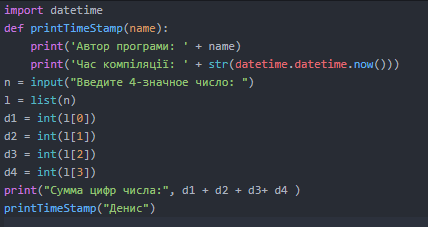 import datetime
def printTimeStamp(name):
    print('Автор програми: ' + name)
    print('Час компіляції: ' + str(datetime.datetime.now()))
n = input("Введите 4-значное число: ")
l = list(n)
d1 = int(l[0])
d2 = int(l[1])
d3 = int(l[2])
d4 = int(l[3])
print("Сумма цифр числа:", d1 + d2 + d3+ d4 )
printTimeStamp("Денис")